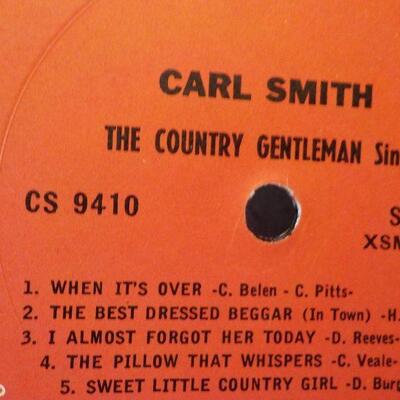 CARL SMITH
THE COUNTRY GENTLEMAN Sin
CS 9410
S
XSM
1. WHEN IT'S OVER -C. Belen - C. Pitts-
2. THE BEST DRESSED BEGGAR (In Town) -H.
3. I ALMOST FORGOT HER TODAY -D. Reeves-
4. THE PILLOW THAT WHISPERS -C. Veale-
5. SWEET LITTLE COUNTRY GIRL -D. Burg